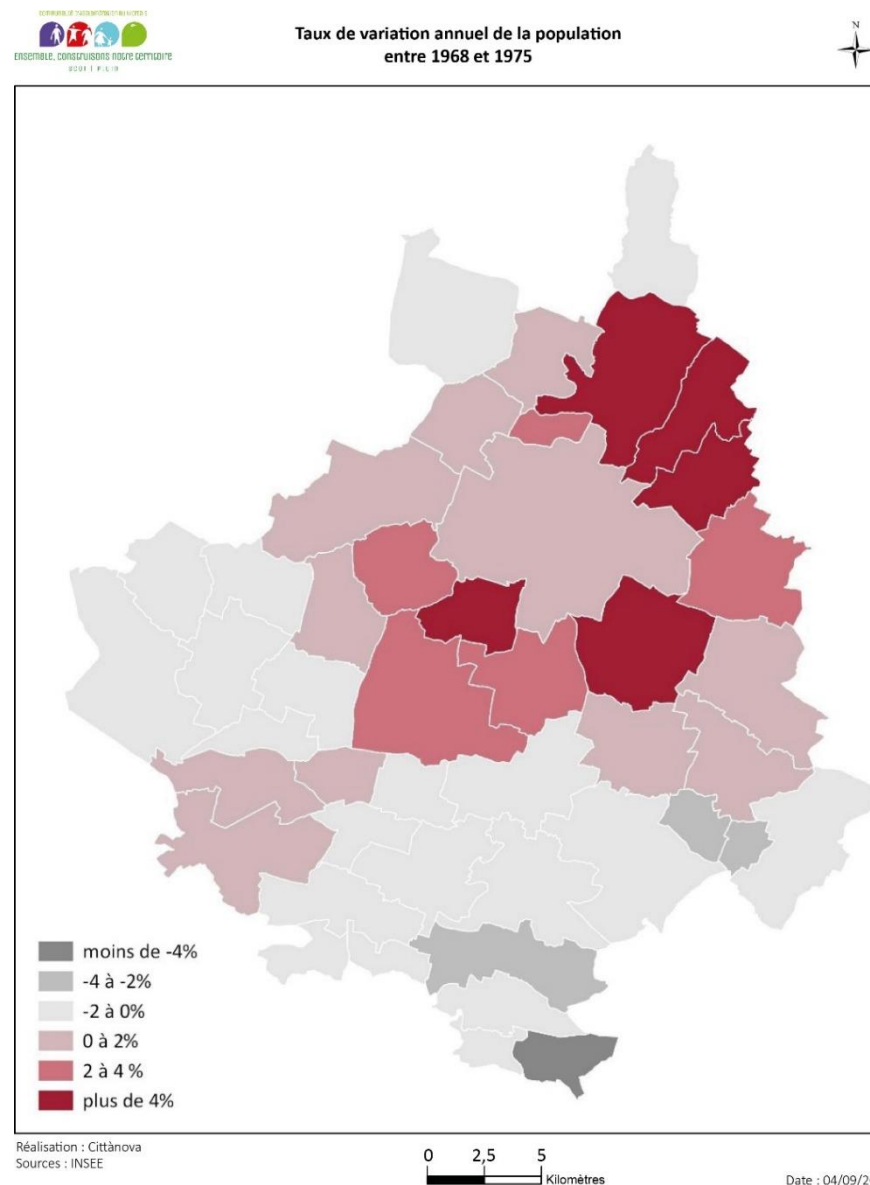 Taux de variation annuel de la population
entre 1968 et 1975
N
Ensemble, construisons notre territoire
moins de -4%
-4 à -2%
-2 à 0%
0 à 2%
2 à 4 %
plus de 4%
Réalisation : Cittànova
Sources : INSEE
0 2,5 5
Kilomètres
Date : 04/09/20